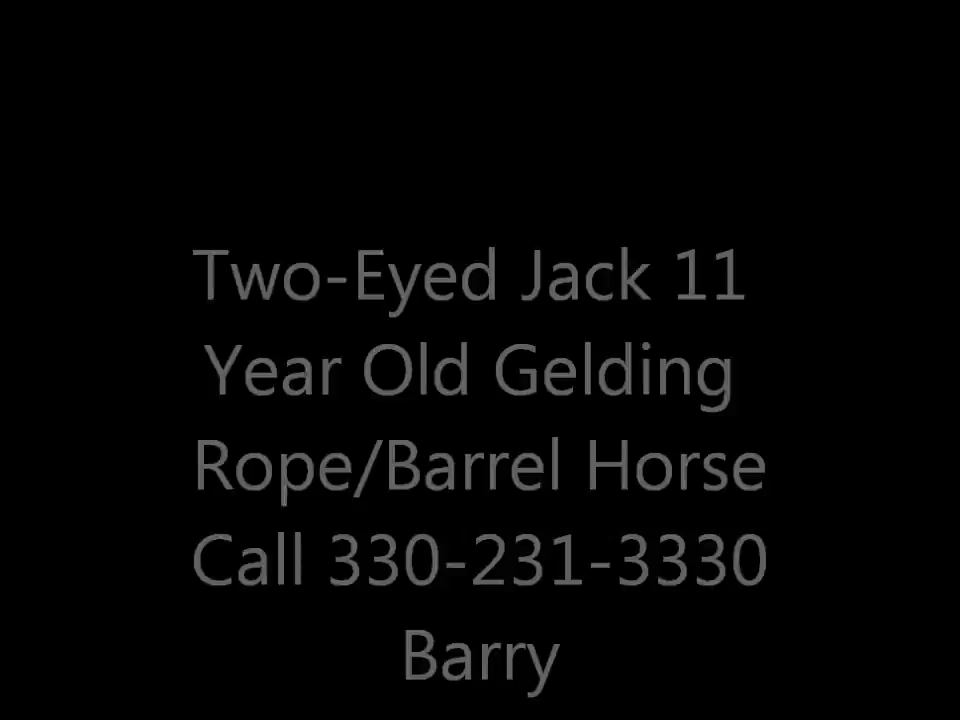 Two-Eyed Jack 11
Year Old Gelding
Rope/Barrel Horse
Call 330-231-3330
Barry